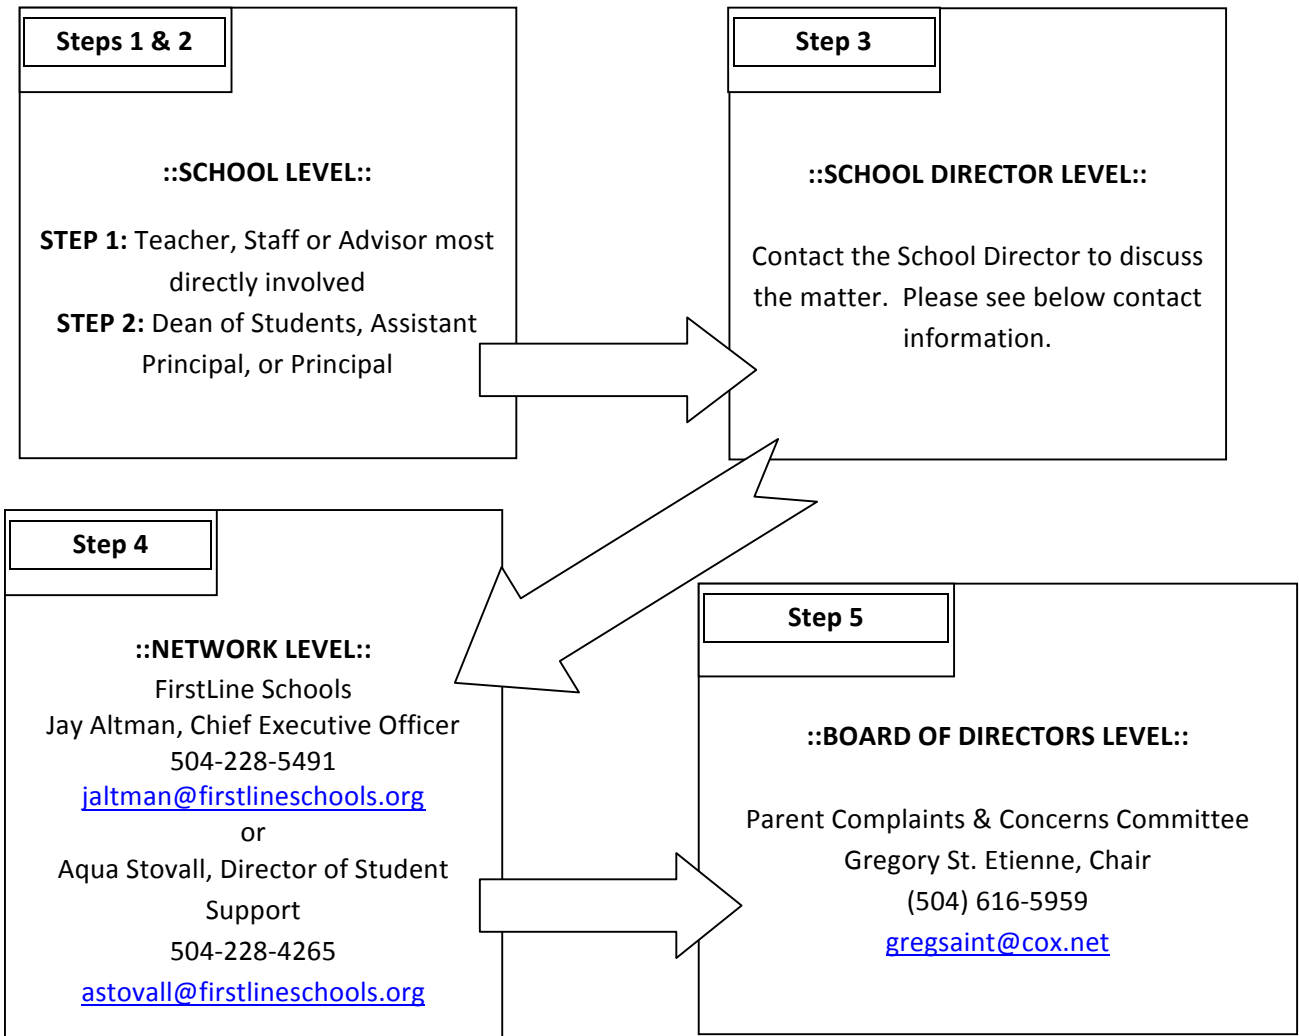 Steps 1 & 2
::SCHOOL LEVEL::
STEP 1: Teacher, Staff or Advisor most
directly involved
STEP 2: Dean of Students, Assistant
Principal, or Principal
Step 3
::SCHOOL DIRECTOR LEVEL::
Contact the School Director to discuss
the matter.  Please see below contact
information.
Step 4
::NETWORK LEVEL::
FirstLine Schools
Jay Altman, Chief Executive Officer
504-228-5491
jaltman@firstlineschools.org
or
Aqua Stovall, Director of Student
Support
504-228-4265
astovall@firstlineschools.org
Step 5
::BOARD OF DIRECTORS LEVEL::
Parent Complaints & Concerns Committee
Gregory St. Etienne, Chair
(504) 616-5959
gregsaint@cox.net